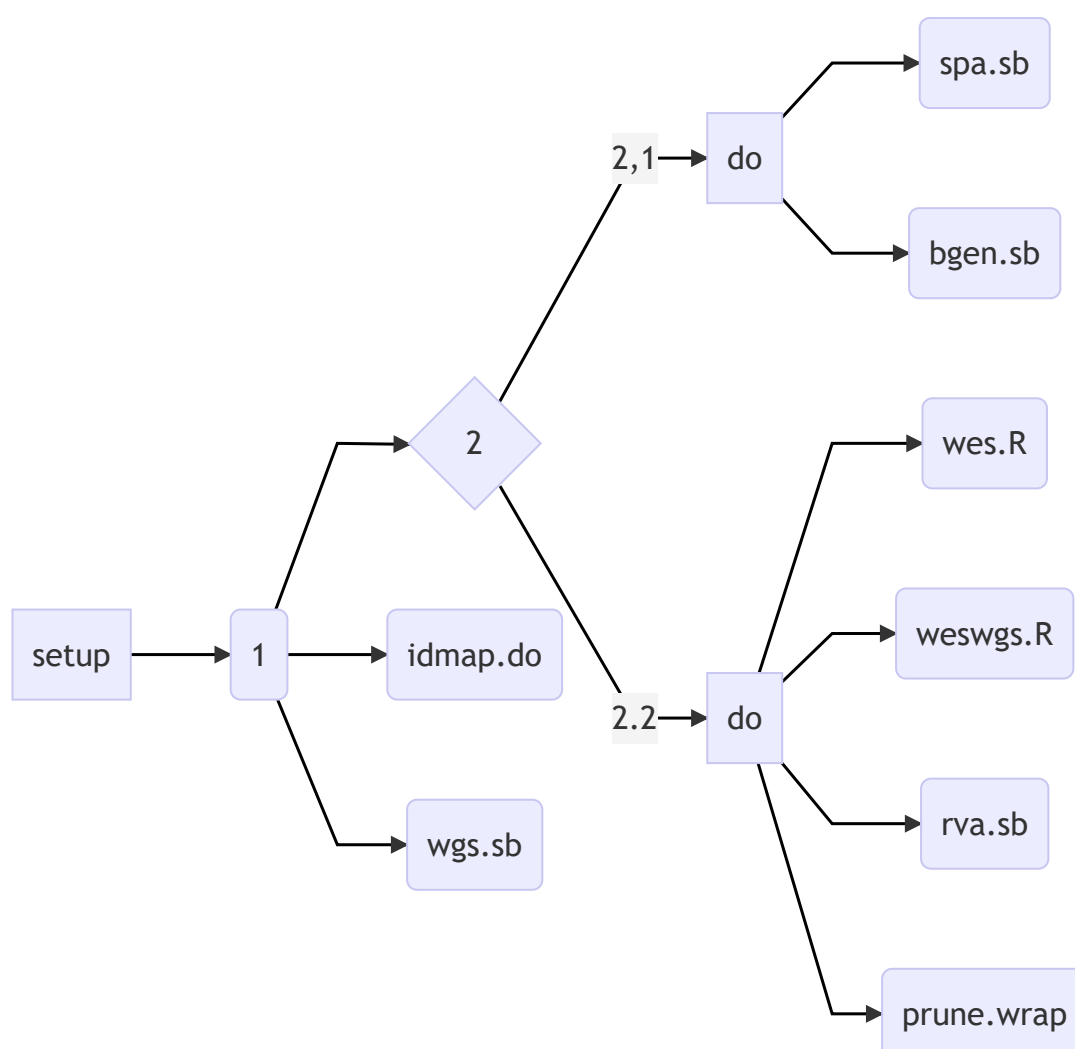 spa.sb
2,1
do
bgen.sb
2
wes.R
weswgs.R
setup
1
idmap.do
2.2
do
rva.sb
wgs.sb
prune.wrap